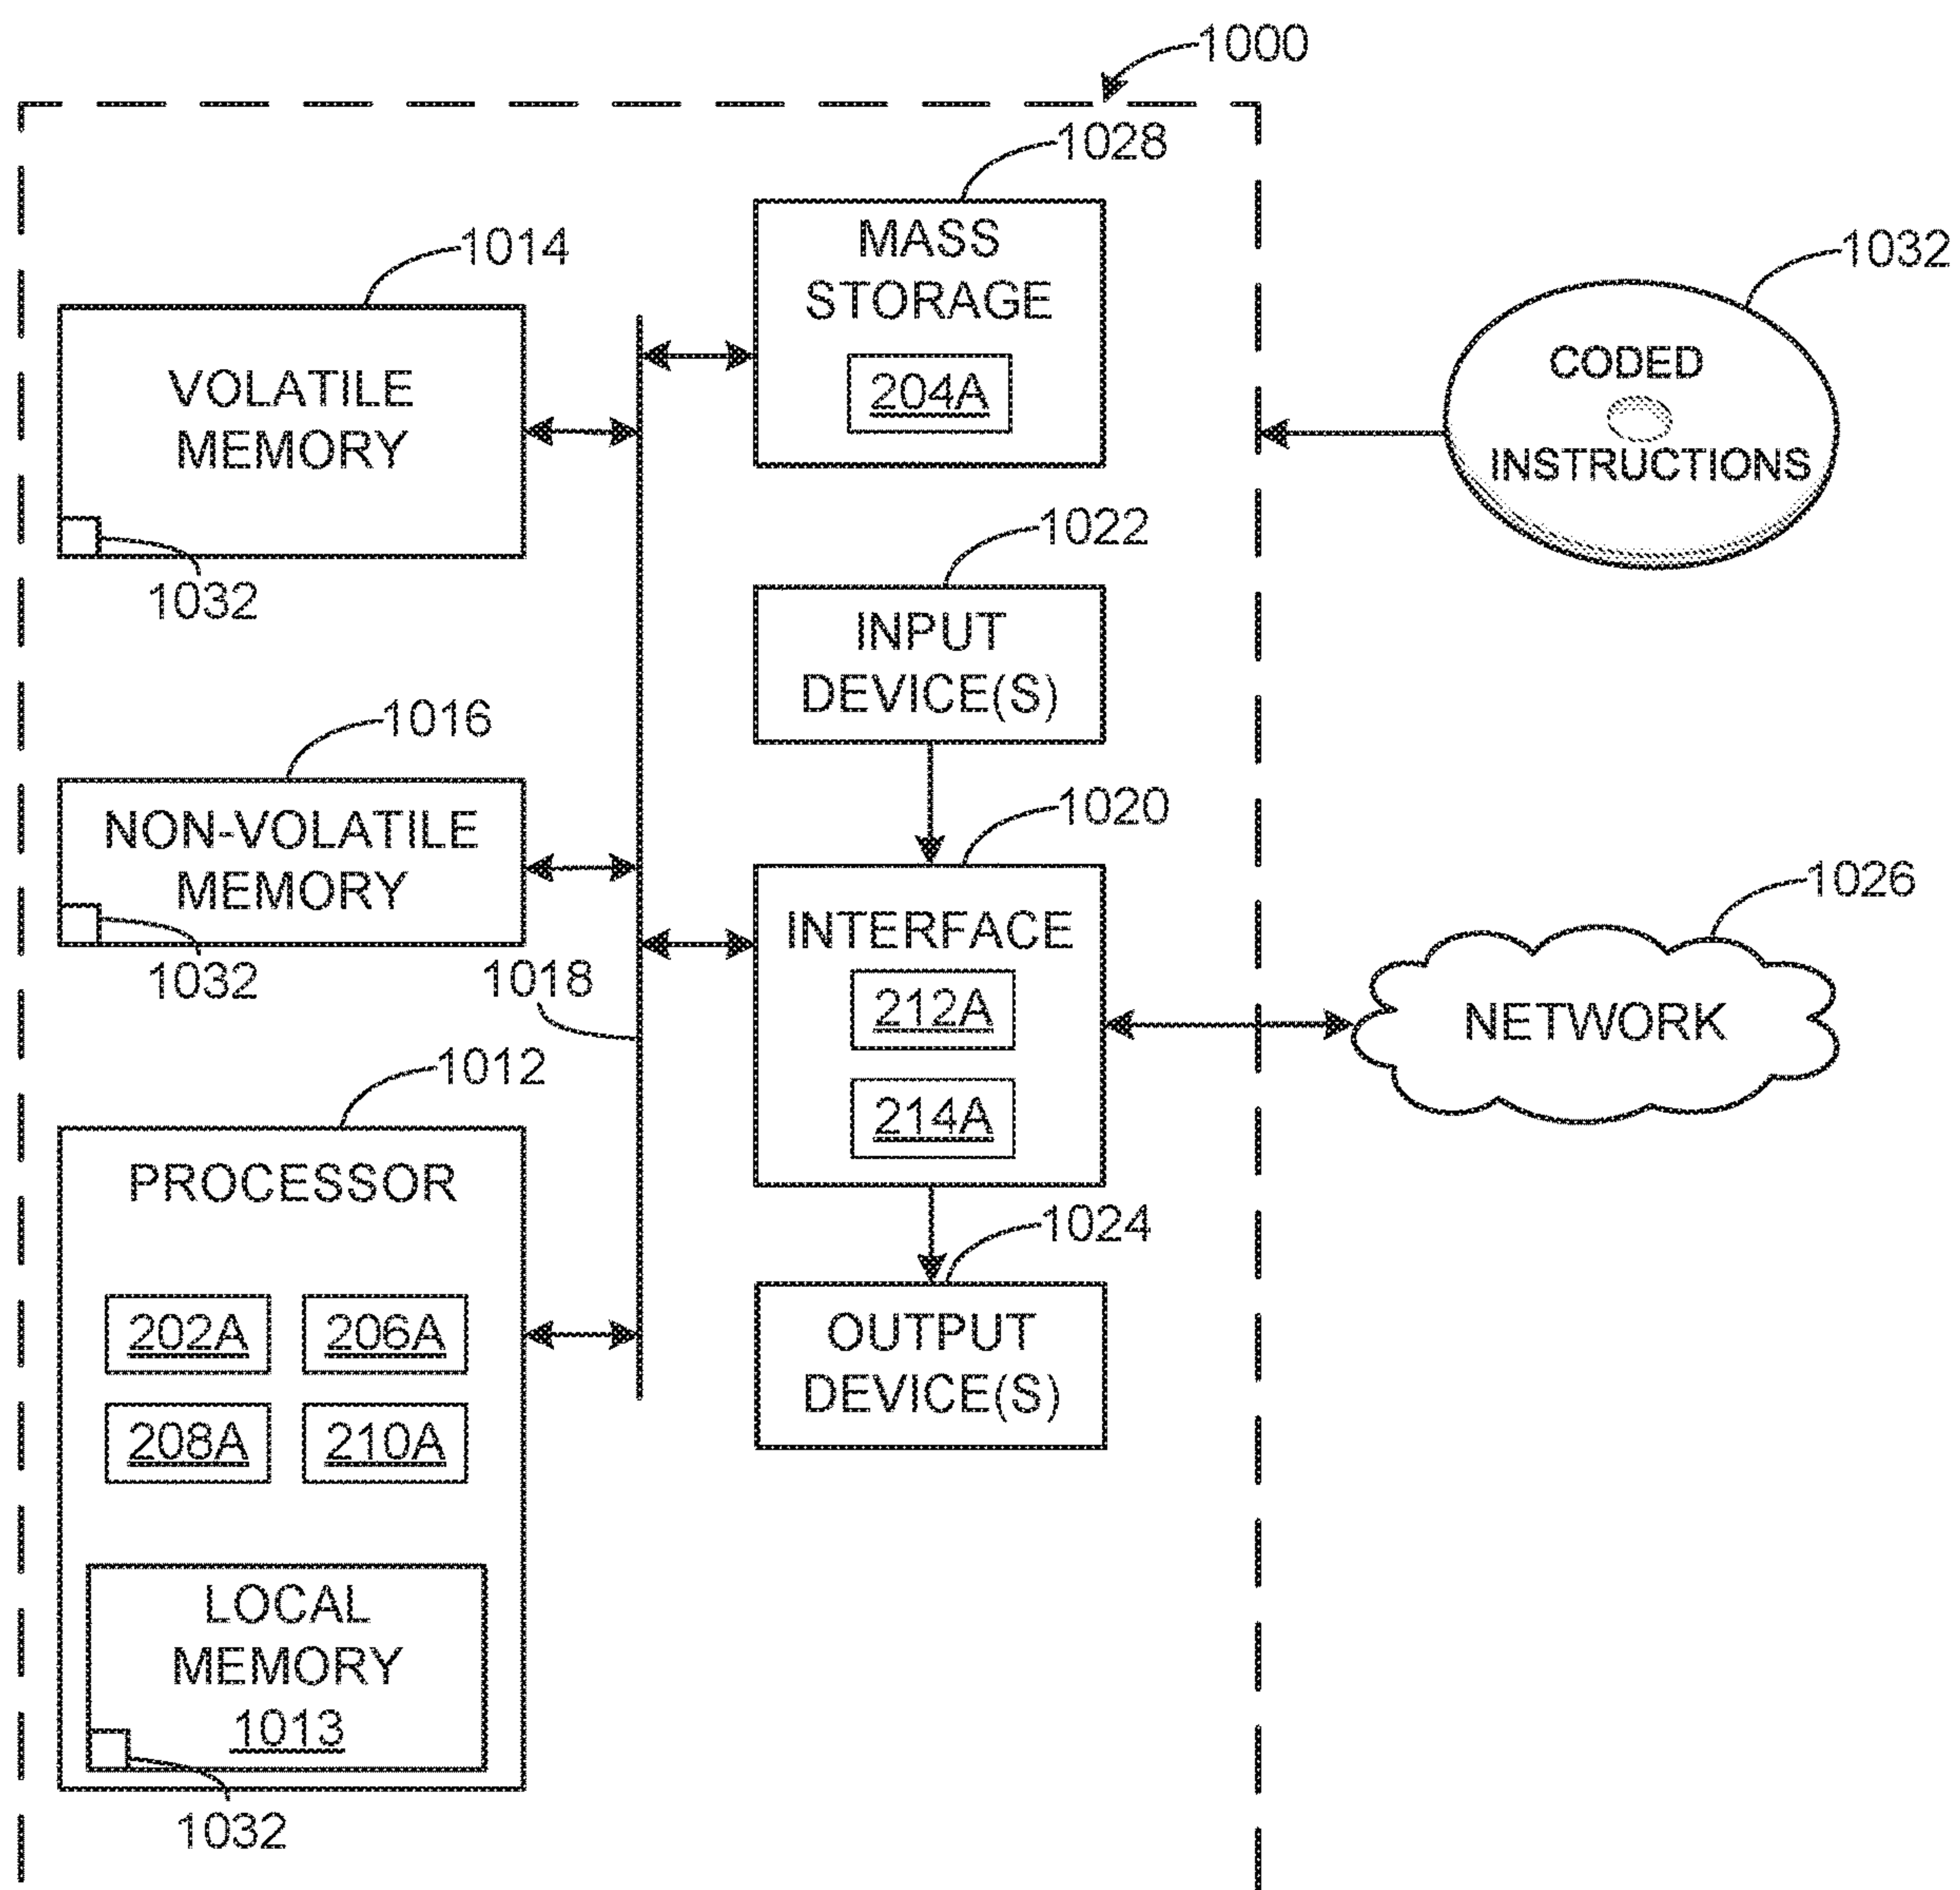 1000
1028
MASS
STORAGE
204A
1014
VOLATILE
MEMORY
1032
1032
CODED
INSTRUCTIONS
1022
INPUT
DEVICE(S)
1016
NON-VOLATILE
MEMORY
1032
1018
1020
INTERFACE
212A
214A
1026
NETWORK
1012
PROCESSOR
202A 206A
208A 210A
LOCAL
MEMORY
1013
1032
1024
OUTPUT
DEVICE(S)